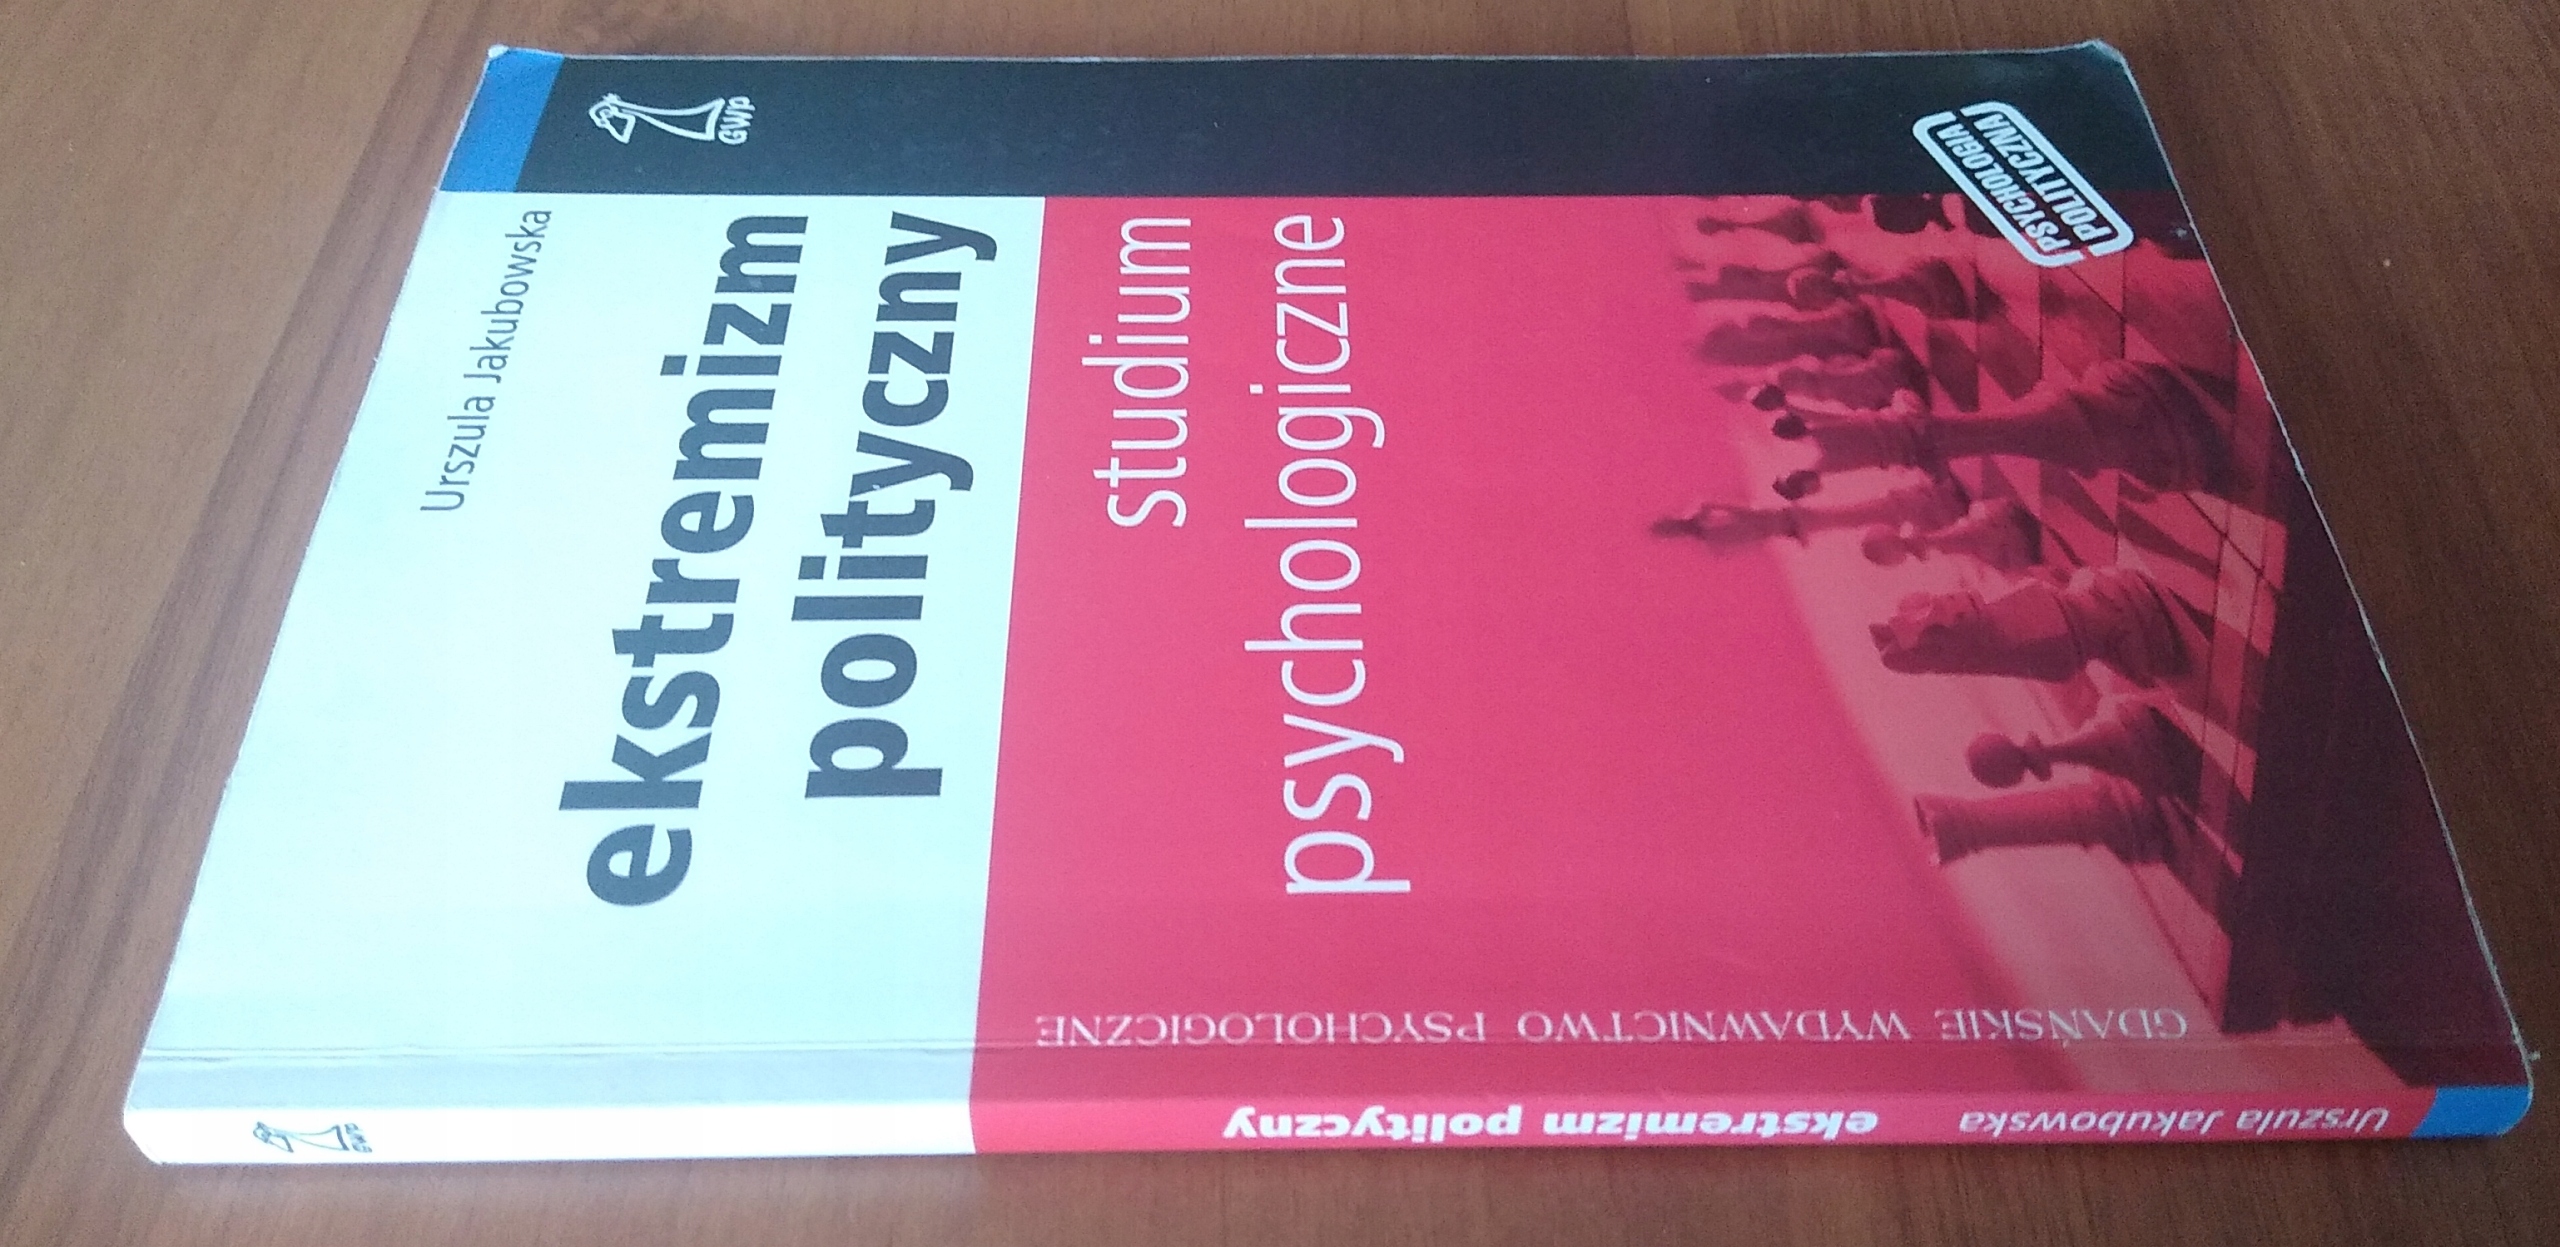 Urszula Jakubowska
GWP
ekstremizm
polityczny
studium
psychologiczne
PSYCHOLOGIA
POLITYCZNA
GDAŃSKIE WYDAWNICTWO PSYCHOLOGICZNE
Urszula Jakubowska ekstremizm polityczny
GWP